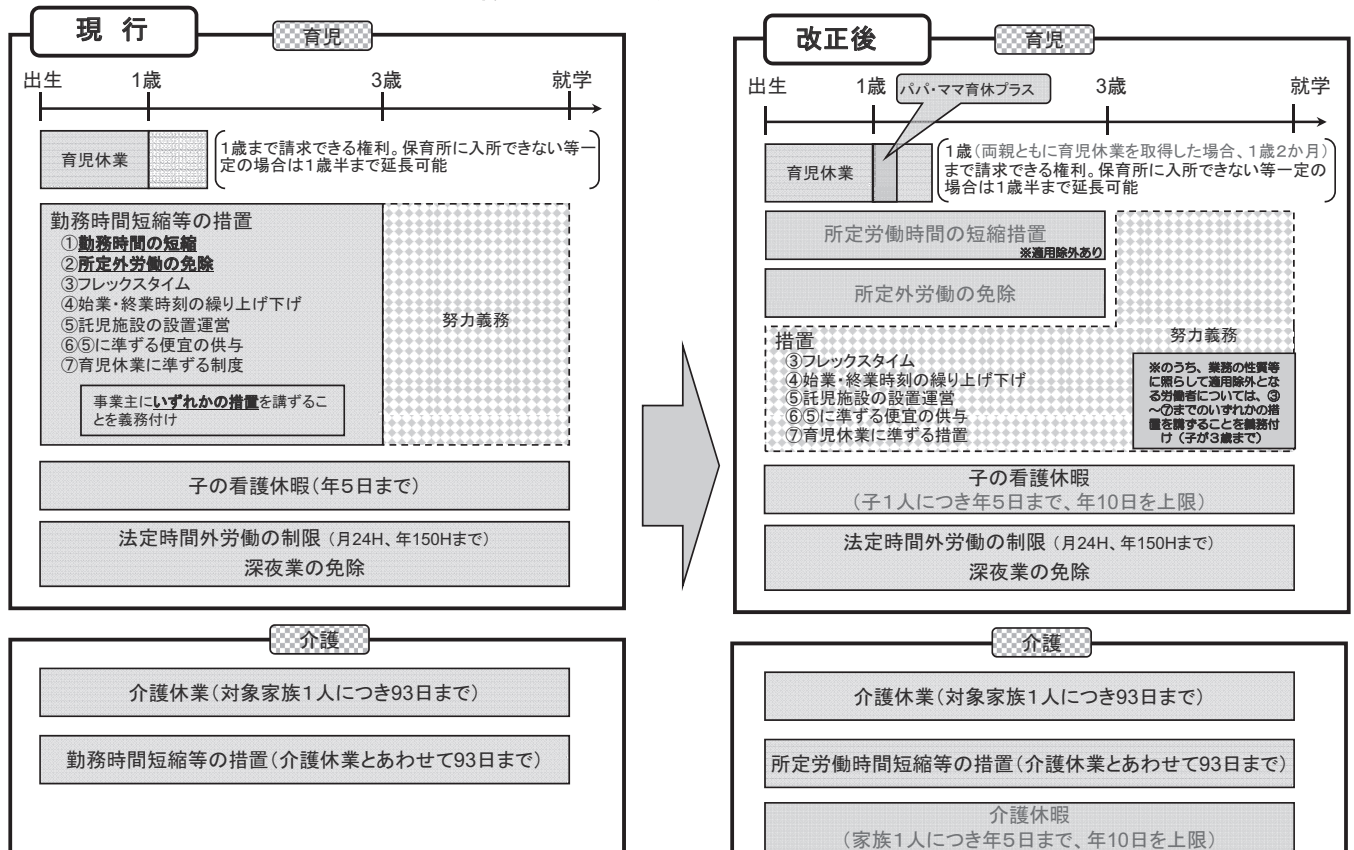 現 行
育児
出生
1歳
3歳
就学
育児休業
1歳まで請求できる権利。保育所に入所できない等一
定の場合は1歳半まで延長可能
勤務時間短縮等の措置
①勤務時間の短縮
②所定外労働の免除
③フレックスタイム
④始業・終業時刻の繰り上げ下げ
⑤託児施設の設置運営
⑥⑤に準ずる便宜の供与
⑦育児休業に準ずる制度
事業主にいずれかの措置を講ずるこ
とを義務付け
努力義務
子の看護休暇(年5日まで)
法定時間外労働の制限(月24H、年150Hまで)
深夜業の免除
介護
介護休業(対象家族1人につき93日まで)
勤務時間短縮等の措置(介護休業とあわせて93日まで)
改正後
育児
出生
1歳
パパ・ママ育休プラス
3歳
就学
育児休業
1歳(両親ともに育児休業を取得した場合、1歳2か月)
まで請求できる権利。保育所に入所できない等一定の
場合は1歳半まで延長可能
所定労働時間の短縮措置
※適用除外あり
所定外労働の免除
措置
③フレックスタイム
④始業・終業時刻の繰り上げ下げ
⑤託児施設の設置運営
⑥⑤に準ずる便宜の供与
⑦育児休業に準ずる措置
努力義務
※のうち、業務の性質等
に照らして適用除外とな
る労働者については、③
~⑦までのいずれかの措
置を講ずることを義務付
け(子が3歳まで)
子の看護休暇
(子1人につき年5日まで、年10日を上限)
法定時間外労働の制限(月24H、年150Hまで)
深夜業の免除
介護
介護休業(対象家族1人につき93日まで)
所定労働時間短縮等の措置(介護休業とあわせて93日まで)
介護休暇
(家族1人につき年5日まで、年10日を上限)